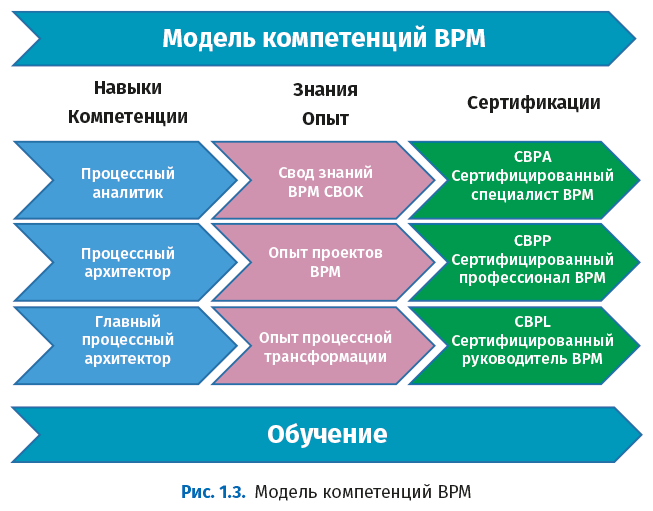 Модель компетенций BPM
Навыки
Компетенции
Знания
Опыт
Сертификации
Процессный
аналитик
Свод знаний
BPM CBOK
CBPA
Сертифицированный
специалист BPM
Процессный
архитектор
Опыт проектов
BPM
CBPP
Сертифицированный
профессионал BPM
Главный
процессный
архитектор
Опыт процессной
трансформации
CBPL
Сертифицированный
руководитель BPM
Обучение
Рис. 1.3. Модель компетенций BPM